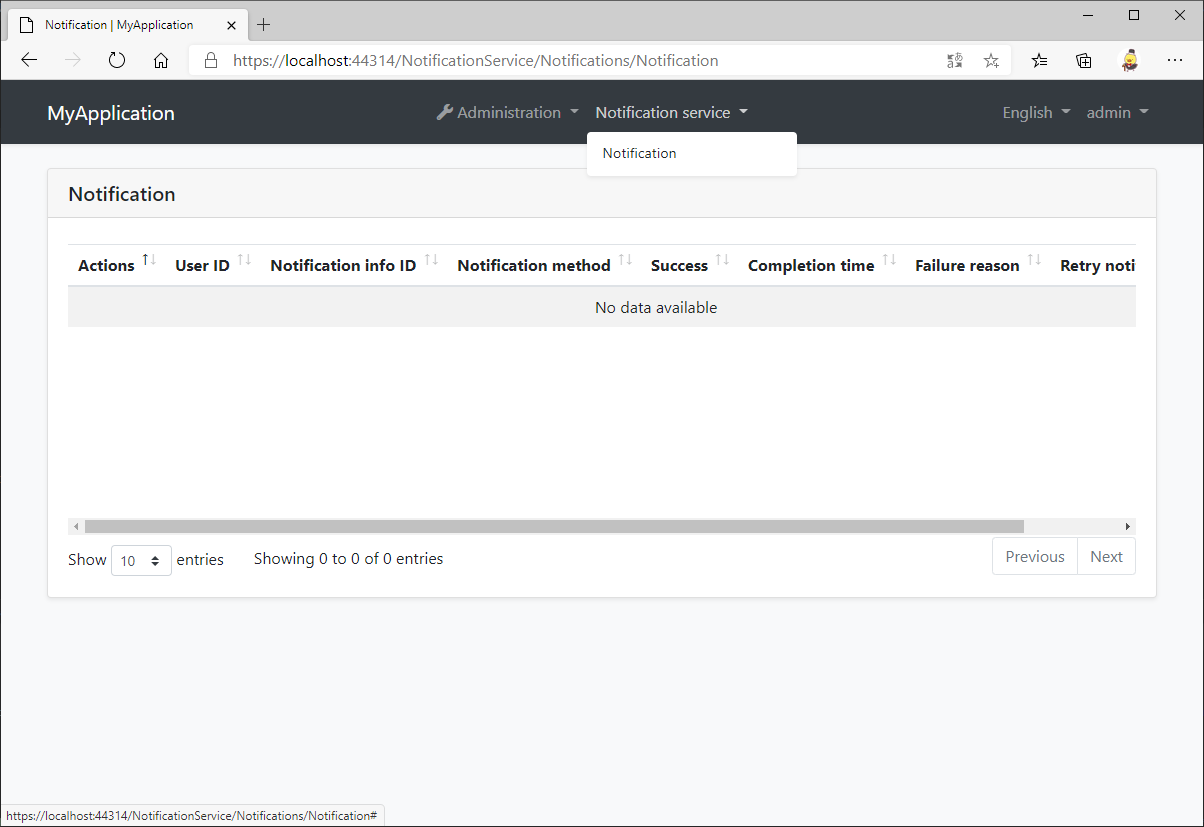 Notification | MyApplication
https://localhost:44314/NotificationService/Notifications/Notification
MyApplication
Administration
Notification service
English
admin
Notification
Notification
Actions User ID Notification info ID Notification method Success Completion time Failure reason Retry noti
No data available
Show 10 entries Showing 0 to 0 of 0 entries
Previous Next
https://localhost:44314/NotificationService/Notifications/Notification#